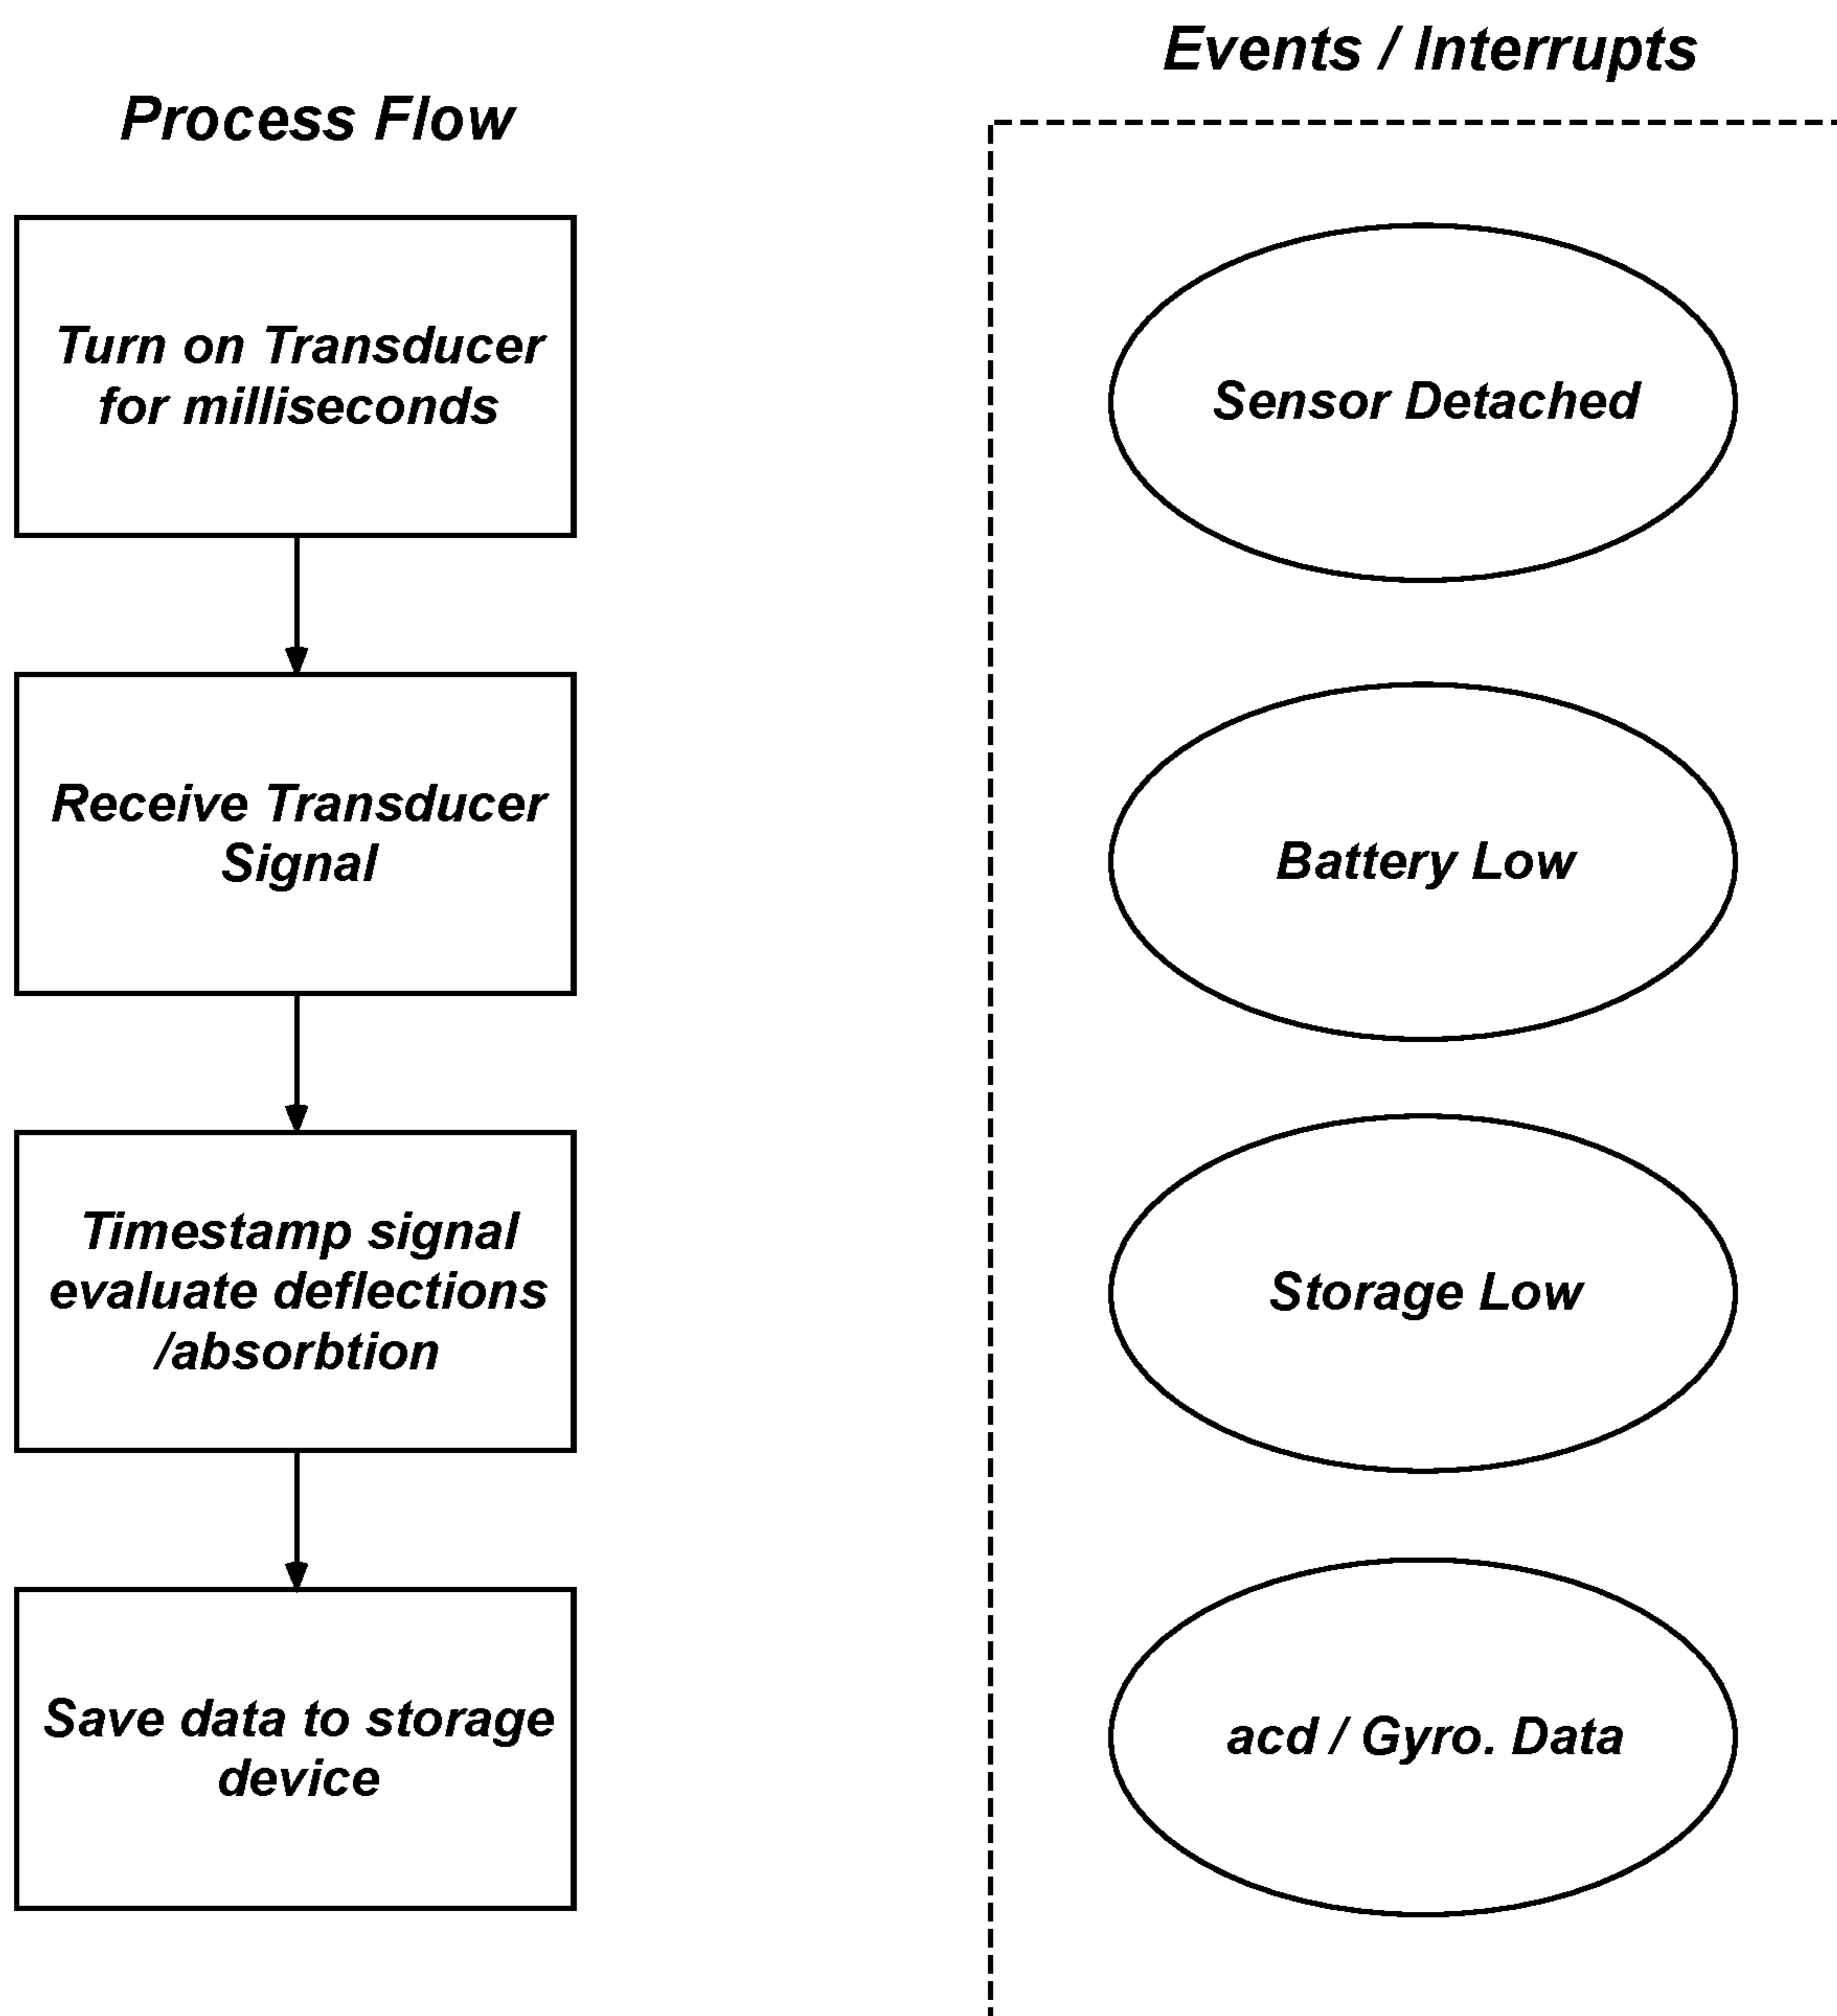 Process Flow
Turn on Transducer
for milliseconds
Receive Transducer
Signal
Timestamp signal
evaluate deflections
/absorbtion
Save data to storage
device
Events / Interrupts
Sensor Detached
Battery Low
Storage Low
acd / Gyro. Data